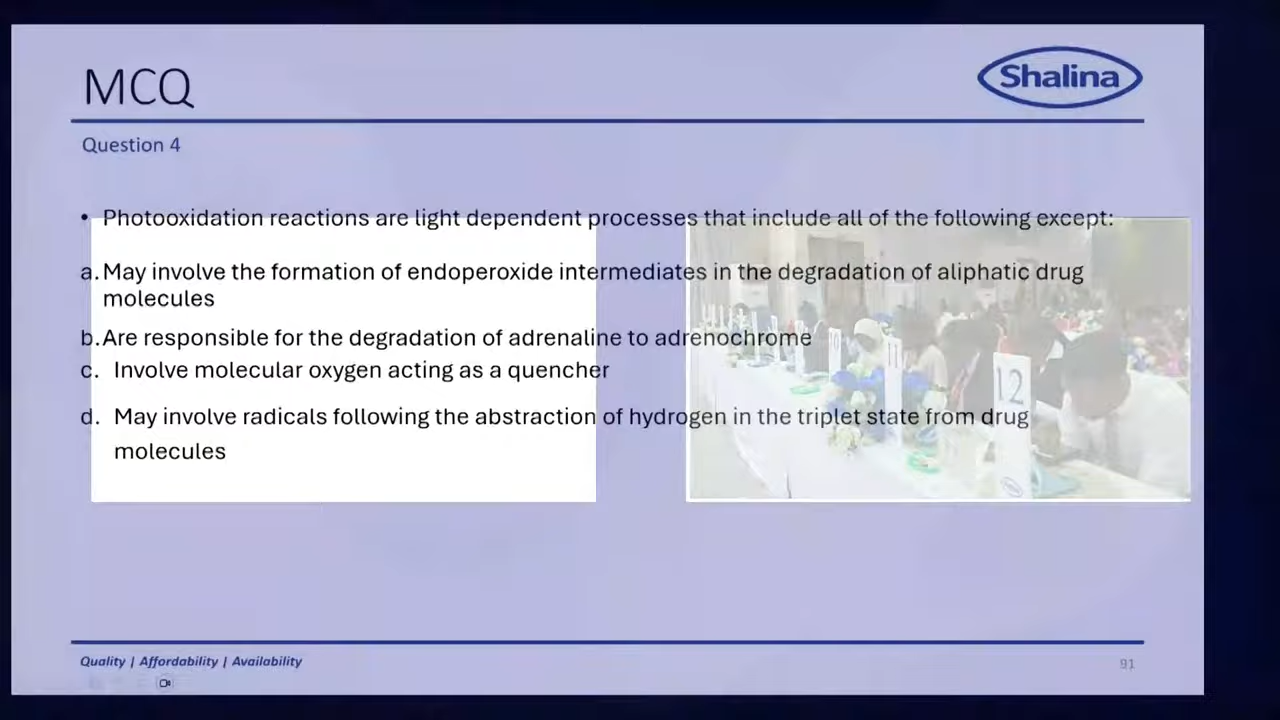 MCQ
Shalina
Question 4
• Photooxidation reactions are light dependent processes that include all of the following except:
a. May involve the formation of endoperoxide intermediates in the degradation of aliphatic drug
molecules
b. Are responsible for the degradation of adrenaline to adrenochrome
c. Involve molecular oxygen acting as a quencher
d. May involve radicals following the abstraction of hydrogen in the triplet state from drug
molecules
11
12
Quality | Affordability | Availability
91